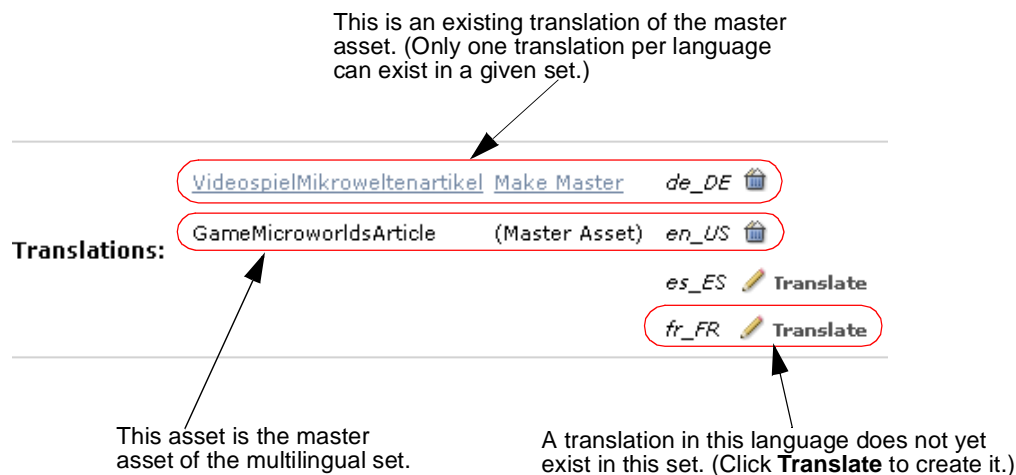 This is an existing translation of the master
asset. (Only one translation per language
can exist in a given set.)
Translations:
VideospielMikroweltenartikel Make Master de_DE
GameMicroworldsArticle (Master Asset) en_US
es_ES Translate
fr_FR Translate
This asset is the master
asset of the multilingual set.
A translation in this language does not yet
exist in this set. (Click Translate to create it.)